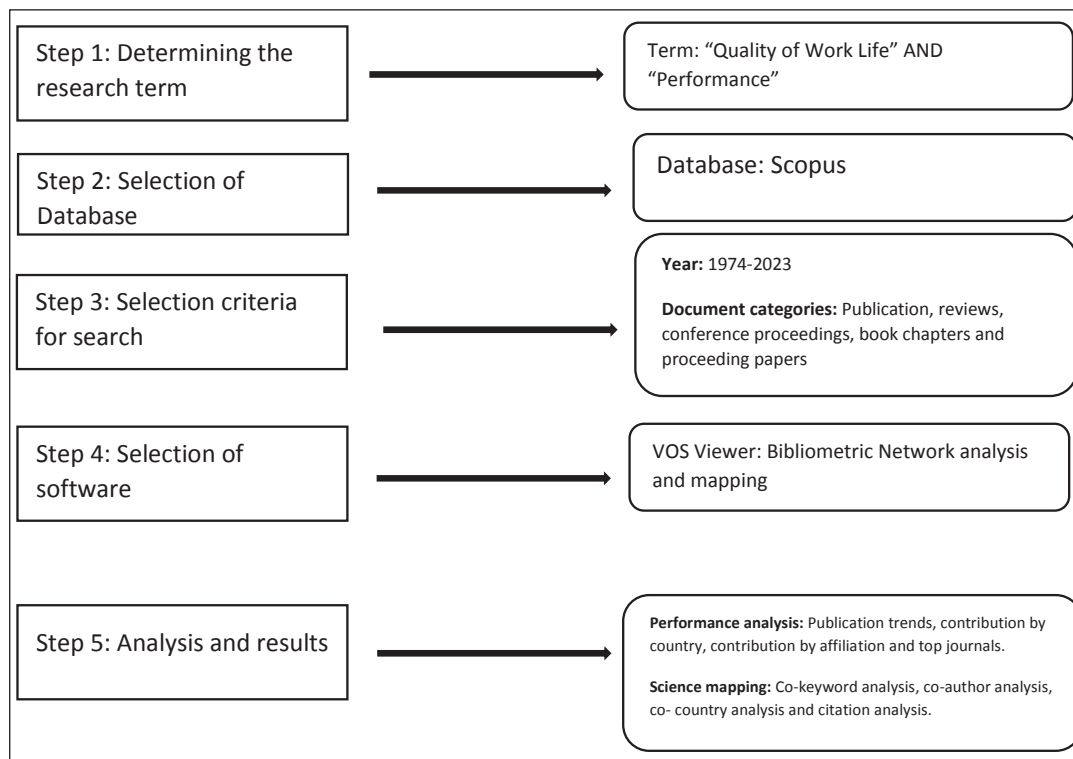 Step 1: Determining the
research term
Term: “Quality of Work Life” AND
“Performance”
Step 2: Selection of
Database
Database: Scopus
Step 3: Selection criteria
for search
Year: 1974-2023
Document categories: Publication, reviews,
conference proceedings, book chapters and
proceeding papers
Step 4: Selection of
software
VOS Viewer: Bibliometric Network analysis
and mapping
Step 5: Analysis and results
Performance analysis: Publication trends, contribution by
country, contribution by affiliation and top journals.
Science mapping: Co-keyword analysis, co-author analysis,
co- country analysis and citation analysis.